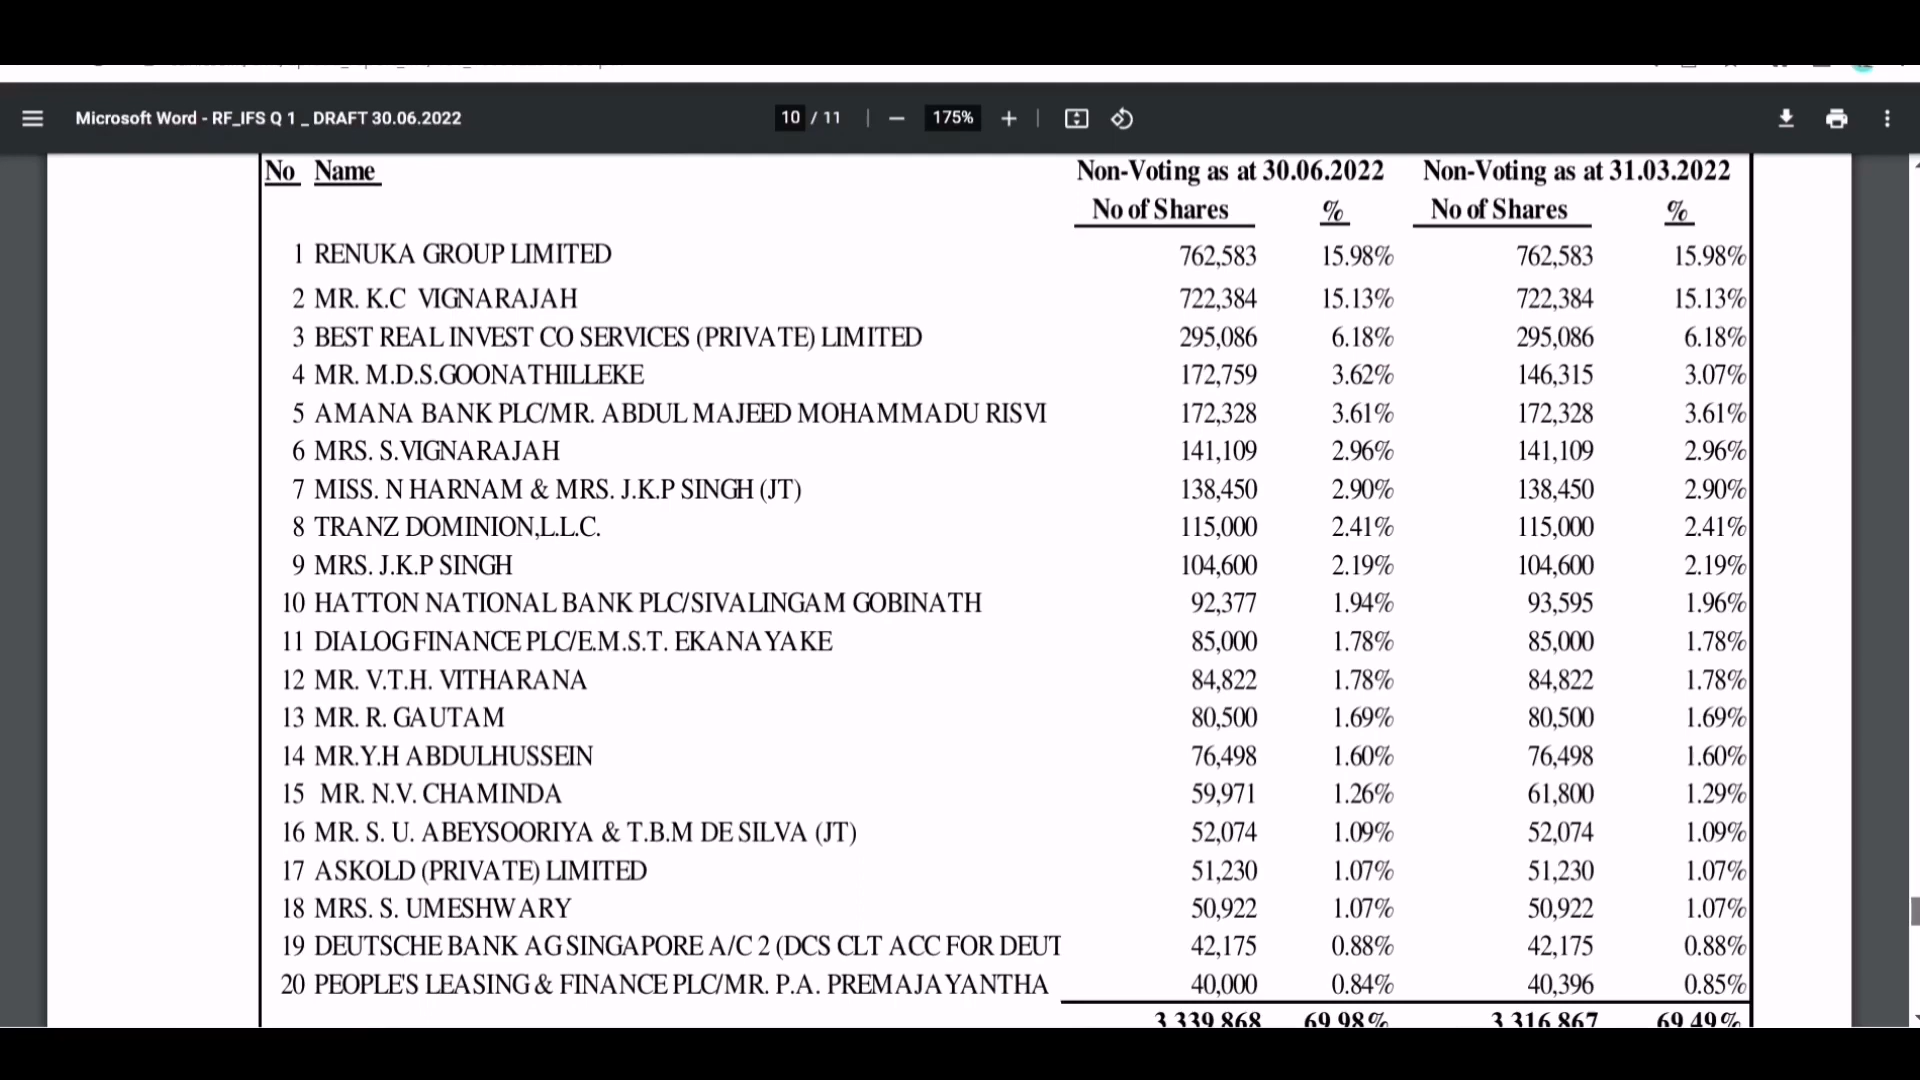 Microsoft Word - RF_IFS Q 1 _ DRAFT 30.06.2022 10 / 11 175%
No Name Non-Voting as at 30.06.2022 Non-Voting as at 31.03.2022
No of Shares % No of Shares %
1 RENUKA GROUP LIMITED 762,583 15.98% 762,583 15.98%
2 MR. K.C VIGNARAJAH 722,384 15.13% 722,384 15.13%
3 BEST REAL INVEST CO SERVICES (PRIVATE) LIMITED 295,086 6.18% 295,086 6.18%
4 MR. M.D.S.GOONATHILLEKE 172,759 3.62% 146,315 3.07%
5 AMANA BANK PLC/MR. ABDUL MAJEED MOHAMMADU RISVI 172,328 3.61% 172,328 3.61%
6 MRS. S.VIGNARAJAH 141,109 2.96% 141,109 2.96%
7 MISS. N HARNAM & MRS. J.K.P SINGH (JT) 138,450 2.90% 138,450 2.90%
8 TRANZ DOMINION,L.L.C. 115,000 2.41% 115,000 2.41%
9 MRS. J.K.P SINGH 104,600 2.19% 104,600 2.19%
10 HATTON NATIONAL BANK PLC/SIVALINGAM GOBINATH 92,377 1.94% 93,595 1.96%
11 DIALOG FINANCE PLC/E.M.S.T. EKANAYAKE 85,000 1.78% 85,000 1.78%
12 MR. V.T.H. VITHARANA 84,822 1.78% 84,822 1.78%
13 MR. R. GAUTAM 80,500 1.69% 80,500 1.69%
14 MR.Y.H ABDULHUSSEIN 76,498 1.60% 76,498 1.60%
15 MR. N.V. CHAMINDA 59,971 1.26% 61,800 1.29%
16 MR. S. U. ABEYSOORIYA & T.B.M DE SILVA (JT) 52,074 1.09% 52,074 1.09%
17 ASKOLD (PRIVATE) LIMITED 51,230 1.07% 51,230 1.07%
18 MRS. S. UMESHWARY 50,922 1.07% 50,922 1.07%
19 DEUTSCHE BANK AG SINGAPORE A/C 2 (DCS CLT ACC FOR DEUT 42,175 0.88% 42,175 0.88%
20 PEOPLE'S LEASING & FINANCE PLC/MR. P.A. PREMAJAYANTHA 40,000 0.84% 40,396 0.85%
3,339,868 69.98% 3,316,867 69.49%